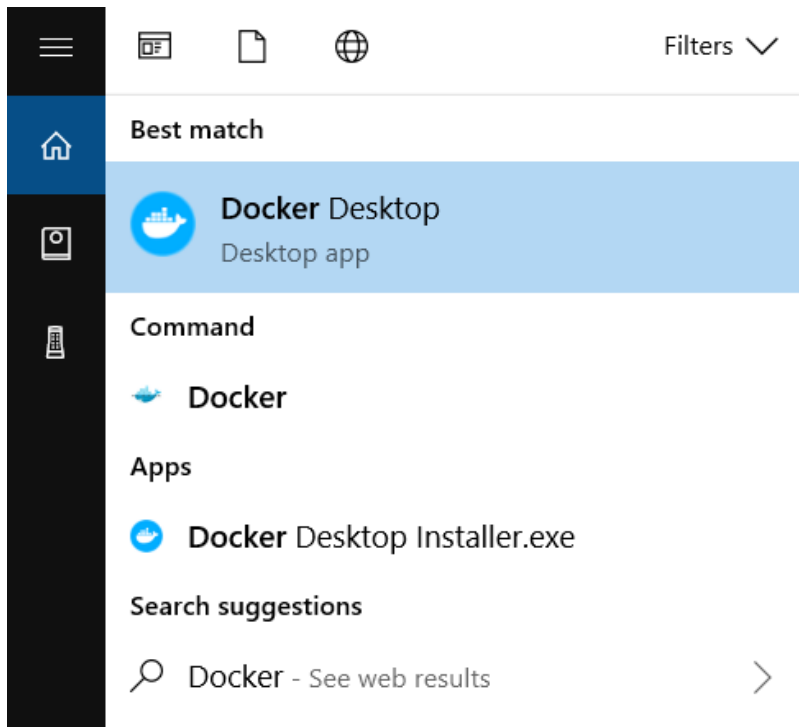 Filters
Best match
Docker Desktop
Desktop app
Command
Docker
Apps
Docker Desktop Installer.exe
Search suggestions
Docker - See web results